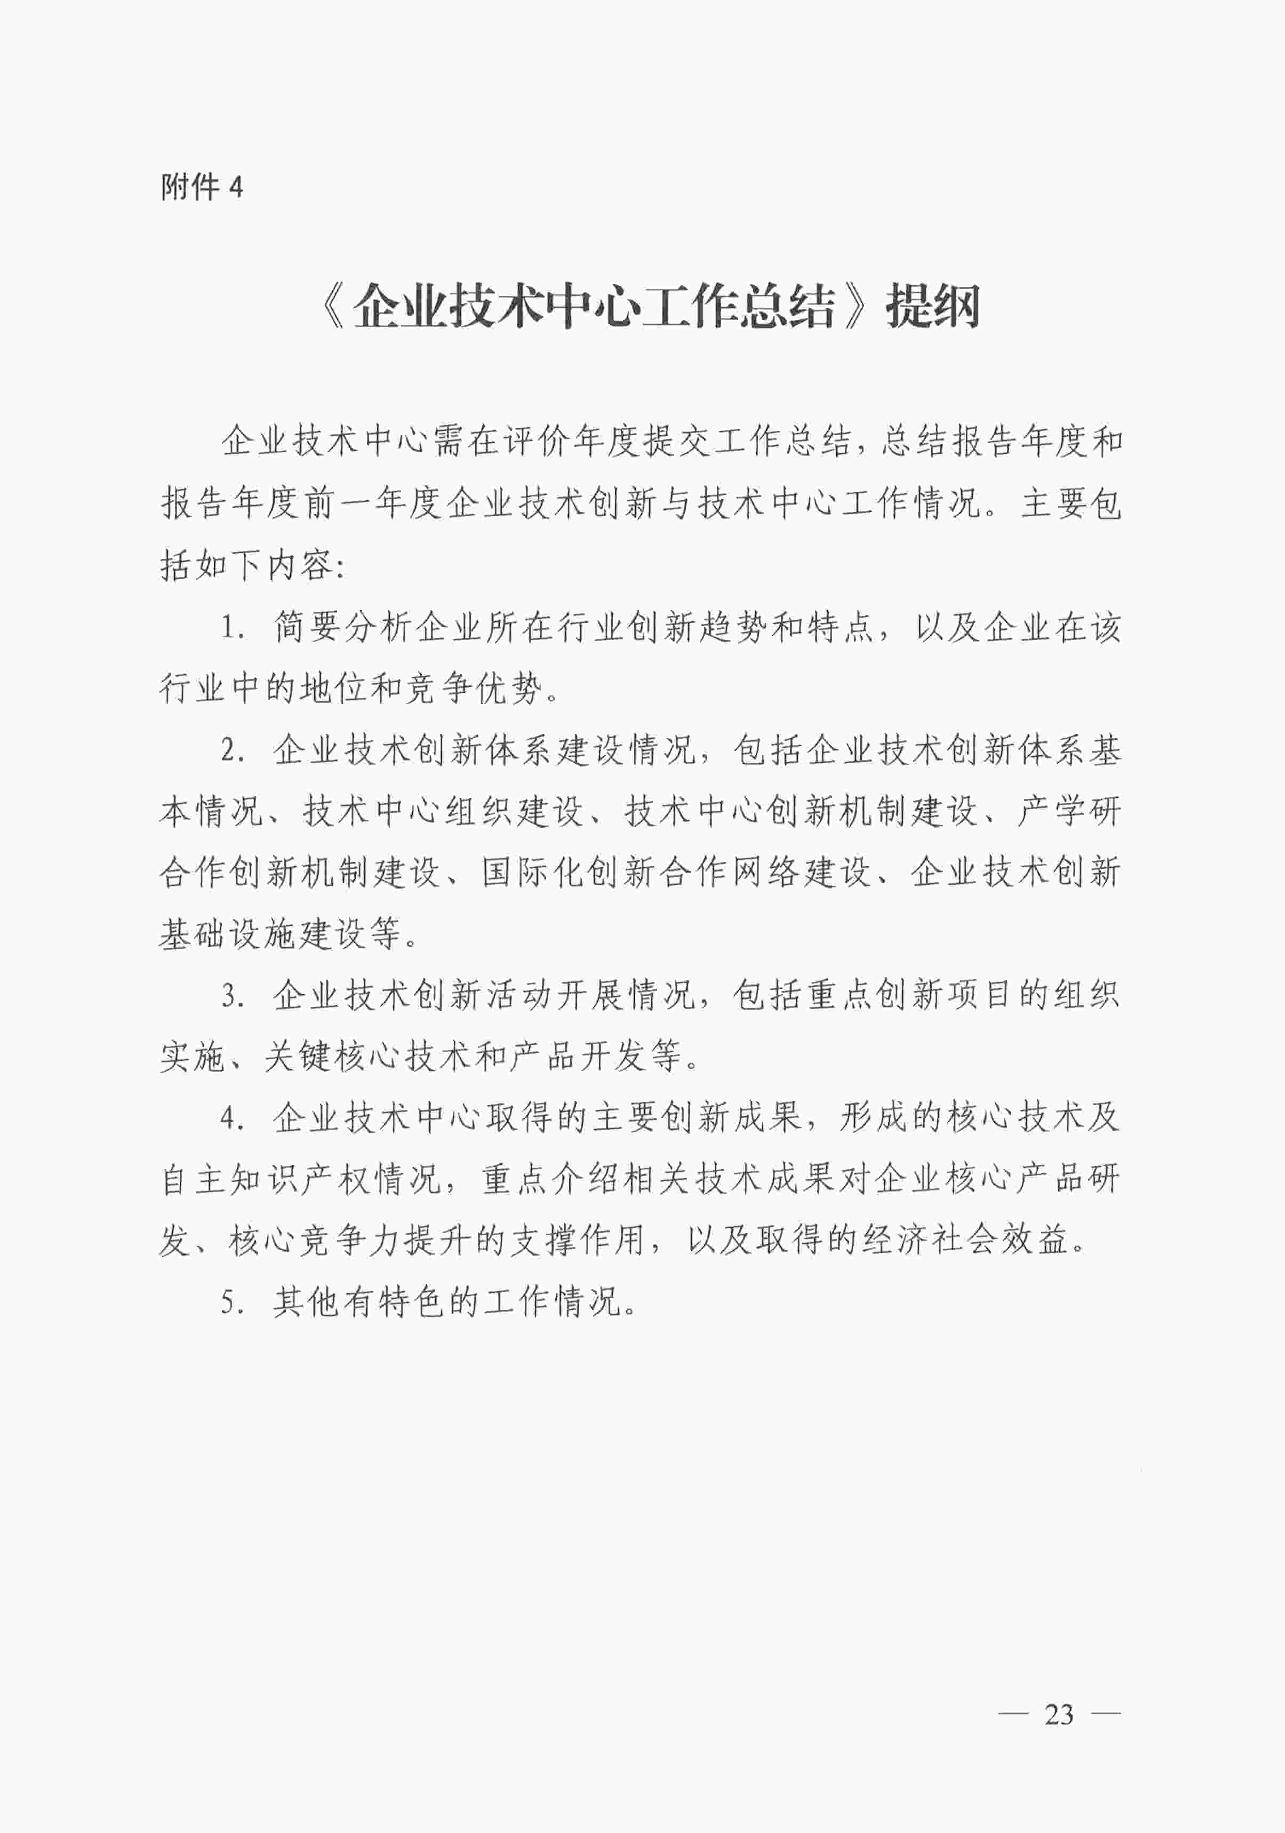 附件 4
《企业技术中心工作总结》提纲
企业技术中心需在评价年度提交工作总结,总结报告年度和
报告年度前一年度企业技术创新与技术中心工作情况。主要包
括如下内容:
1. 简要分析企业所在行业创新趋势和特点，以及企业在该
行业中的地位和竞争优势。
2. 企业技术创新体系建设情况，包括企业技术创新体系基
本情况、技术中心组织建设、技术中心创新机制建设、产学研
合作创新机制建设、国际化创新合作网络建设、企业技术创新
基础设施建设等。
3. 企业技术创新活动开展情况，包括重点创新项目的组织
实施、关键核心技术和产品开发等。
4. 企业技术中心取得的主要创新成果，形成的核心技术及
自主知识产权情况，重点介绍相关技术成果对企业核心产品研
发、核心竞争力提升的支撑作用，以及取得的经济社会效益。
5. 其他有特色的工作情况。
— 23 —